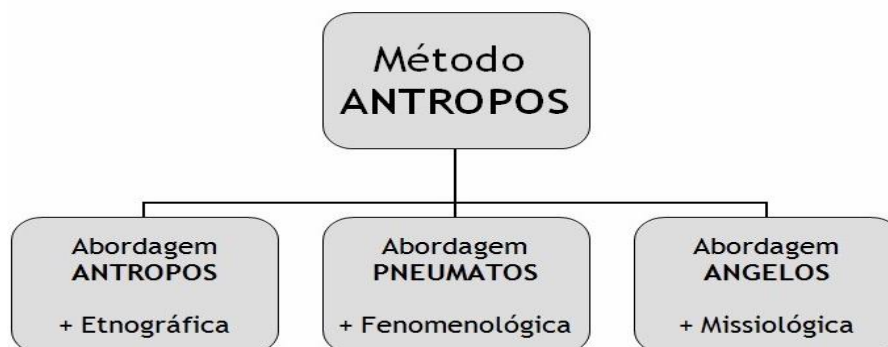 Método
ANTROPOS
Abordagem
ANTROPOS
+ Etnográfica
Abordagem
PNEUMATOS
+ Fenomenológica
Abordagem
ANGELOS
+ Missiológica